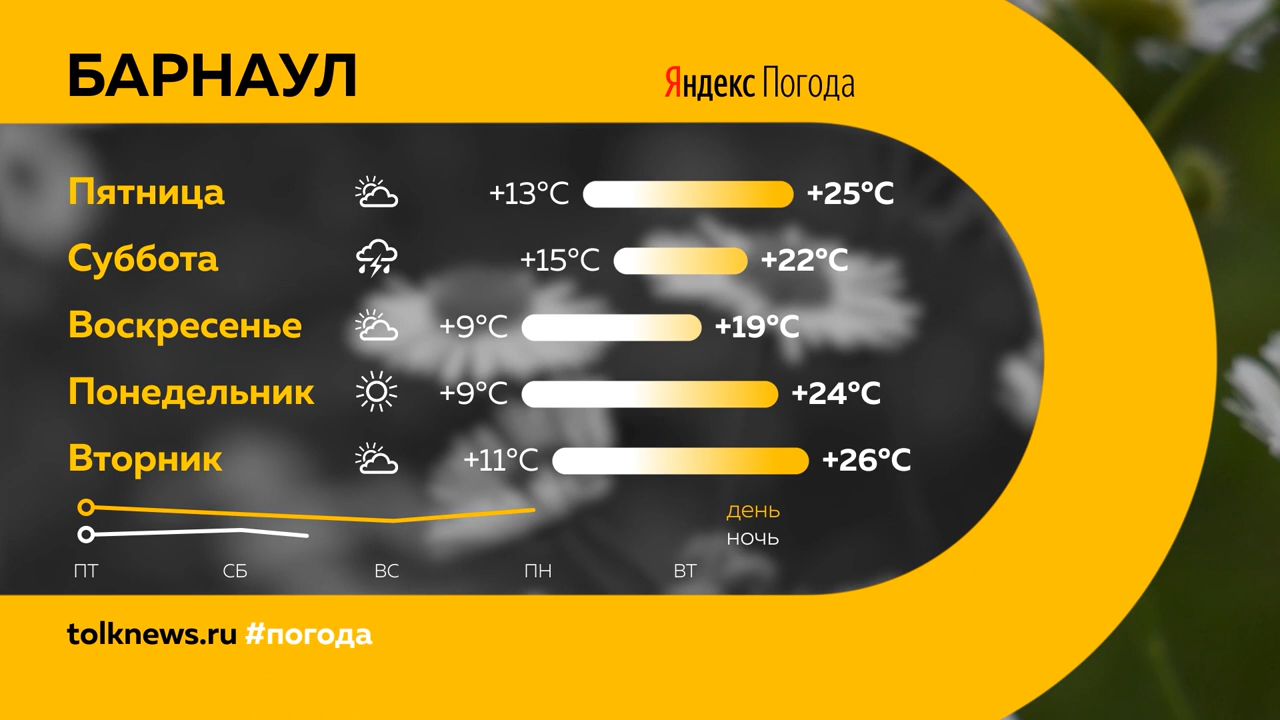 БАРНАУЛ
Яндекс Погода
Пятница +13°C +25°C
Суббота +15°C +22°C
Воскресенье +9°C +19°C
Понедельник +9°C +24°C
Вторник +11°C +26°C
день
ночь
ПТ СБ ВС ПН ВТ
tolknews.ru #погода